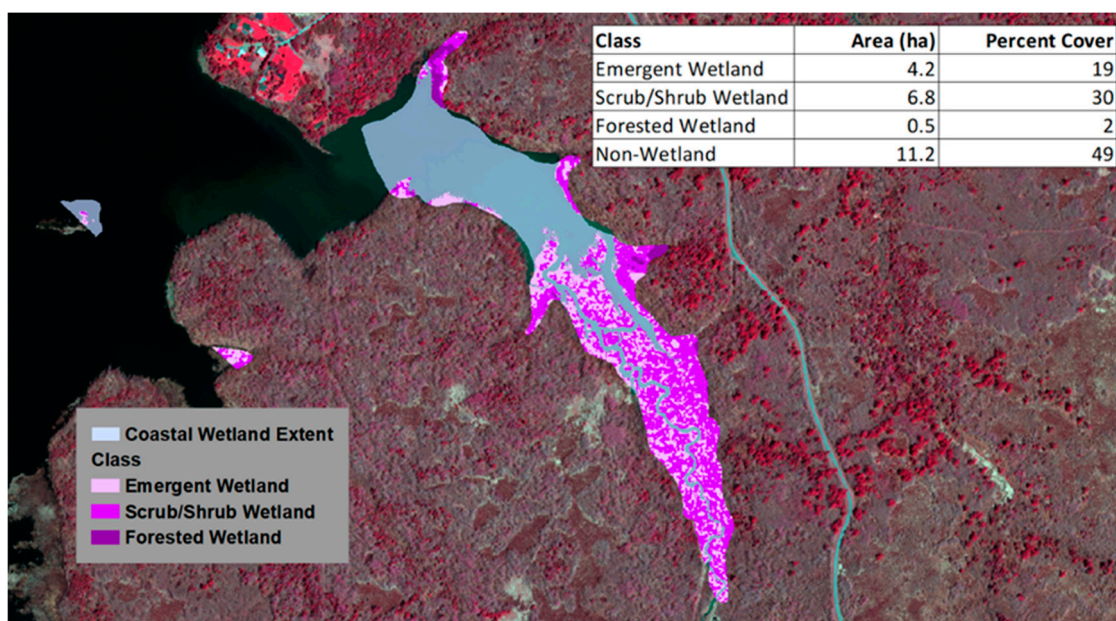 Class Area (ha) Percent Cover
Emergent Wetland 4.2 19
Scrub/Shrub Wetland 6.8 30
Forested Wetland 0.5 2
Non-Wetland 11.2 49
Coastal Wetland Extent
Class
Emergent Wetland
Scrub/Shrub Wetland
Forested Wetland